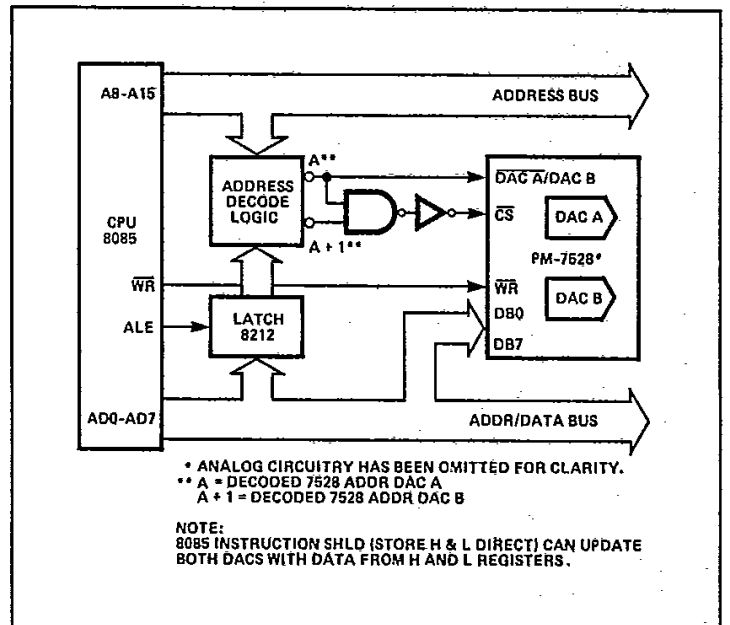 A8-A15
ADDRESS BUS
A**
ADDRESS
DECODE
LOGIC
DAC A/DAC B
CS
DAC A
CPU
8085
A + 1**
PM-7528*
WR
WR
DAC B
ALE
LATCH
8212
DB0
DB7
AD0-AD7
ADDR/DATA BUS
* ANALOG CIRCUITRY HAS BEEN OMITTED FOR CLARITY.
** A = DECODED 7528 ADDR DAC A
A + 1 = DECODED 7528 ADDR DAC B
NOTE:
8085 INSTRUCTION SHLD (STORE H & L DIRECT) CAN UPDATE
BOTH DACS WITH DATA FROM H AND L REGISTERS.